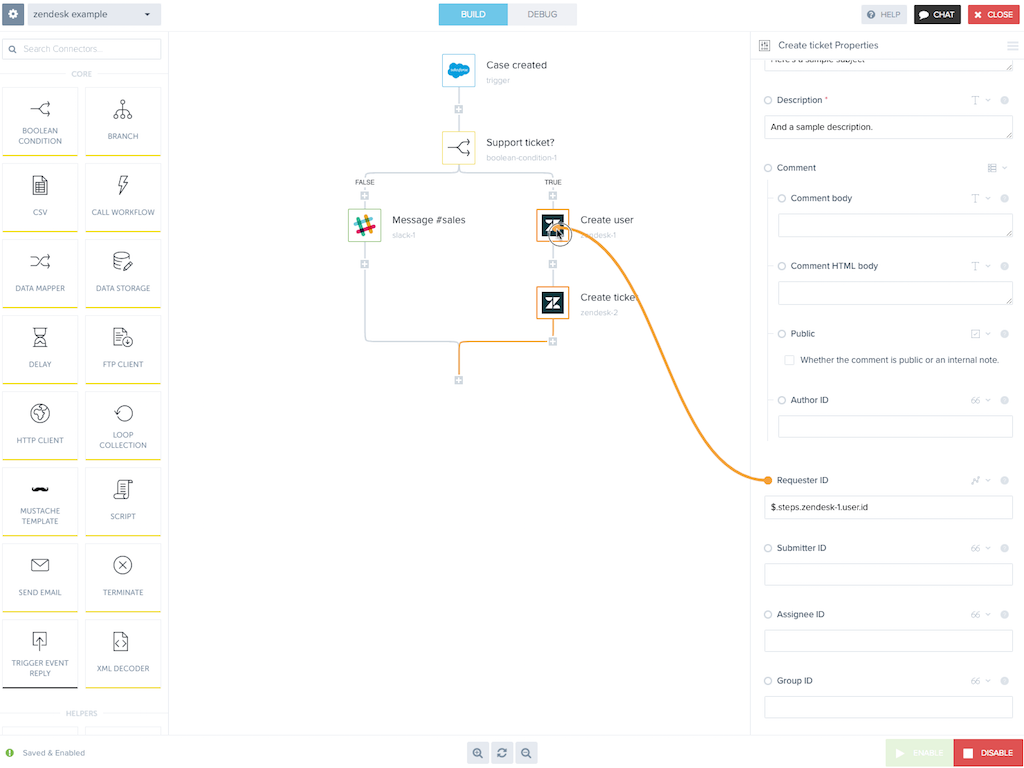 zendesk example
BUILD
DEBUG
HELP
CHAT
CLOSE
Search Connectors...
CORE
BOOLEAN
CONDITION
BRANCH
CSV
CALL WORKFLOW
DATA MAPPER
DATA STORAGE
DELAY
FTP CLIENT
HTTP CLIENT
LOOP
COLLECTION
MUSTACHE
TEMPLATE
SCRIPT
SEND EMAIL
TERMINATE
TRIGGER EVENT
REPLY
XML DECODER
HELPERS
Saved & Enabled
Case created
trigger
salesforce
Support ticket?
boolean-condition-1
FALSE
TRUE
Message #sales
slack-1
Create user
zendesk-1
Create ticket
zendesk-2
Create ticket Properties
Here's a sample subject
Description *
And a sample description.
Comment
Comment body
Comment HTML body
Public
Whether the comment is public or an internal note.
Author ID
Requester ID
$.steps.zendesk-1.user.id
Submitter ID
Assignee ID
Group ID
ENABLE
DISABLE